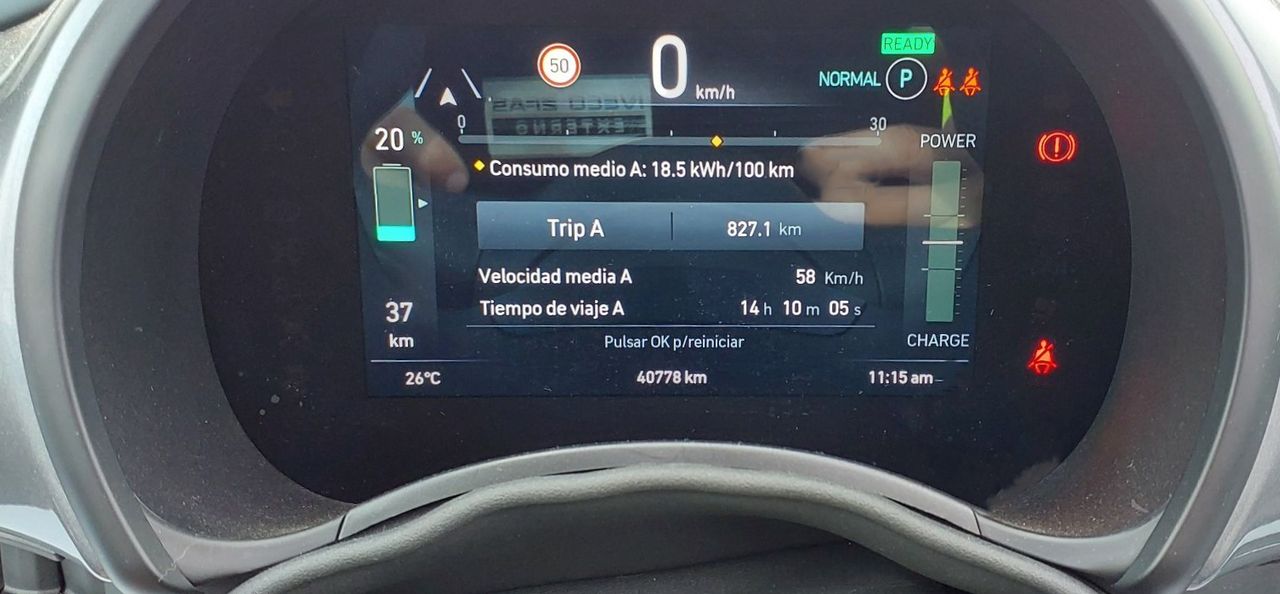 READY
50
0 km/h
NORMAL P
20 %
0
30
POWER
Consumo medio A: 18.5 kWh/100 km
Trip A 827.1 km
Velocidad media A 58 Km/h
Tiempo de viaje A 14 h 10 m 05 s
37 km
Pulsar OK p/reiniciar
CHARGE
26°C
40778 km
11:15 am